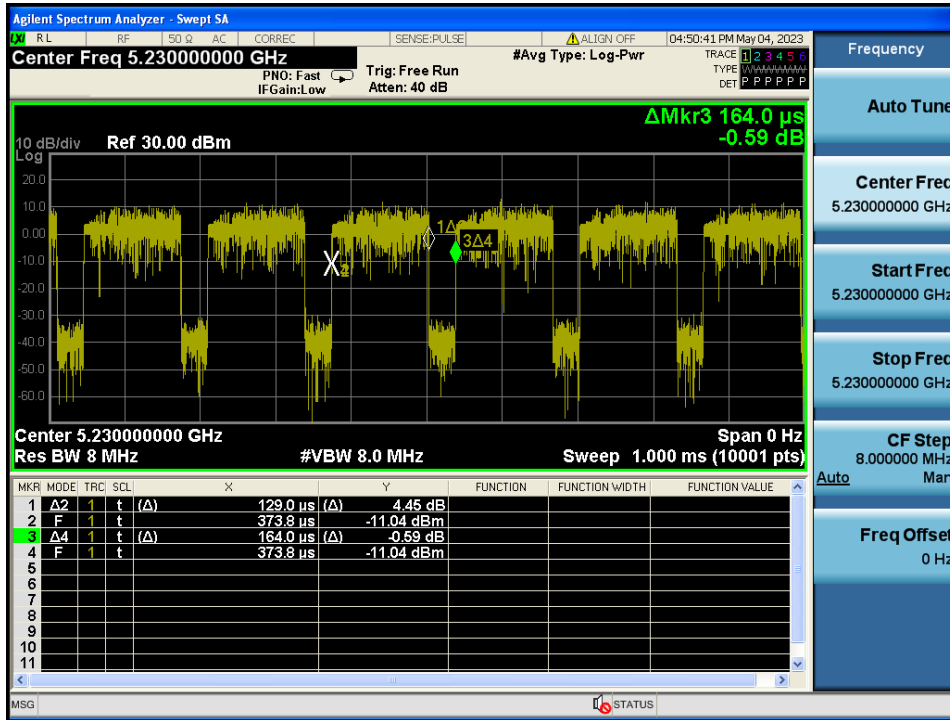 Agilent Spectrum Analyzer - Swept SA
LXI RL RF 50 Ω AC CORREC SENSE:PULSE ALIGN OFF 04:50:41 PM May 04, 2023
Center Freq 5.230000000 GHz
PNO: Fast
IFGain:Low
Trig: Free Run
Atten: 40 dB
#Avg Type: Log-Pwr
TRACE 1 2 3 4 5 6
TYPE
DET P P P P P P
ΔMkr3 164.0 µs
-0.59 dB
10 dB/div Ref 30.00 dBm
Log
20.0
10.0
0.00
-10.0
-20.0
-30.0
-40.0
-50.0
-60.0
3Δ4
Center 5.230000000 GHz Span 0 Hz
Res BW 8 MHz #VBW 8.0 MHz Sweep 1.000 ms (10001 pts)
MKR MODE TRC SCL X Y FUNCTION FUNCTION WIDTH FUNCTION VALUE
1 Δ2 1 t (Δ) 129.0 µs (Δ) 4.45 dB
2 F 1 t 373.8 µs -11.04 dBm
3 Δ4 1 t (Δ) 164.0 µs (Δ) -0.59 dB
4 F 1 t 373.8 µs -11.04 dBm
5
6
7
8
9
10
11
MSG STATUS
Frequency
Auto Tune
Center Freq
5.230000000 GHz
Start Freq
5.230000000 GHz
Stop Freq
5.230000000 GHz
CF Step
8.000000 MHz
Auto Man
Freq Offset
0 Hz